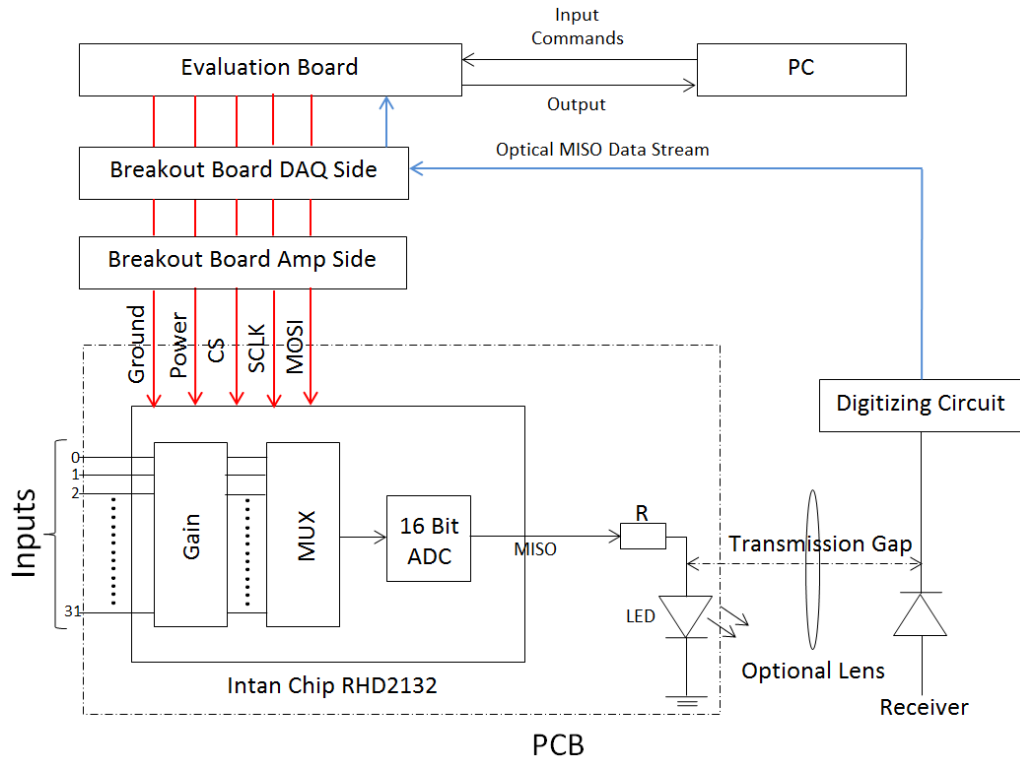 Input
Commands
Evaluation Board
PC
Output
Optical MISO Data Stream
Breakout Board DAQ Side
Breakout Board Amp Side
Ground
Power
CS
SCLK
MOSI
Digitizing Circuit
Inputs
0
1
2
31
Gain
MUX
16 Bit
ADC
MISO
R
Transmission Gap
LED
Optional Lens
Receiver
Intan Chip RHD2132
PCB